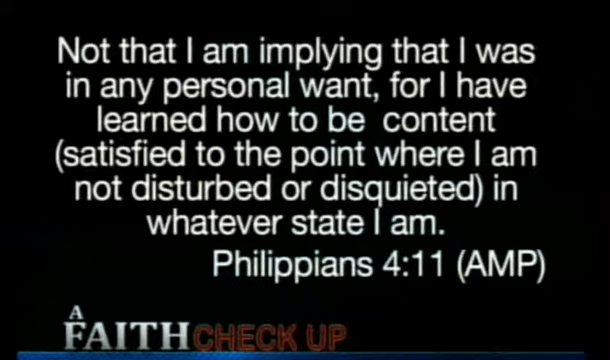 Not that I am implying that I was
in any personal want, for I have
learned how to be content
(satisfied to the point where I am
not disturbed or disquieted) in
whatever state I am.
Philippians 4:11 (AMP)
A
FAITH CHECK UP